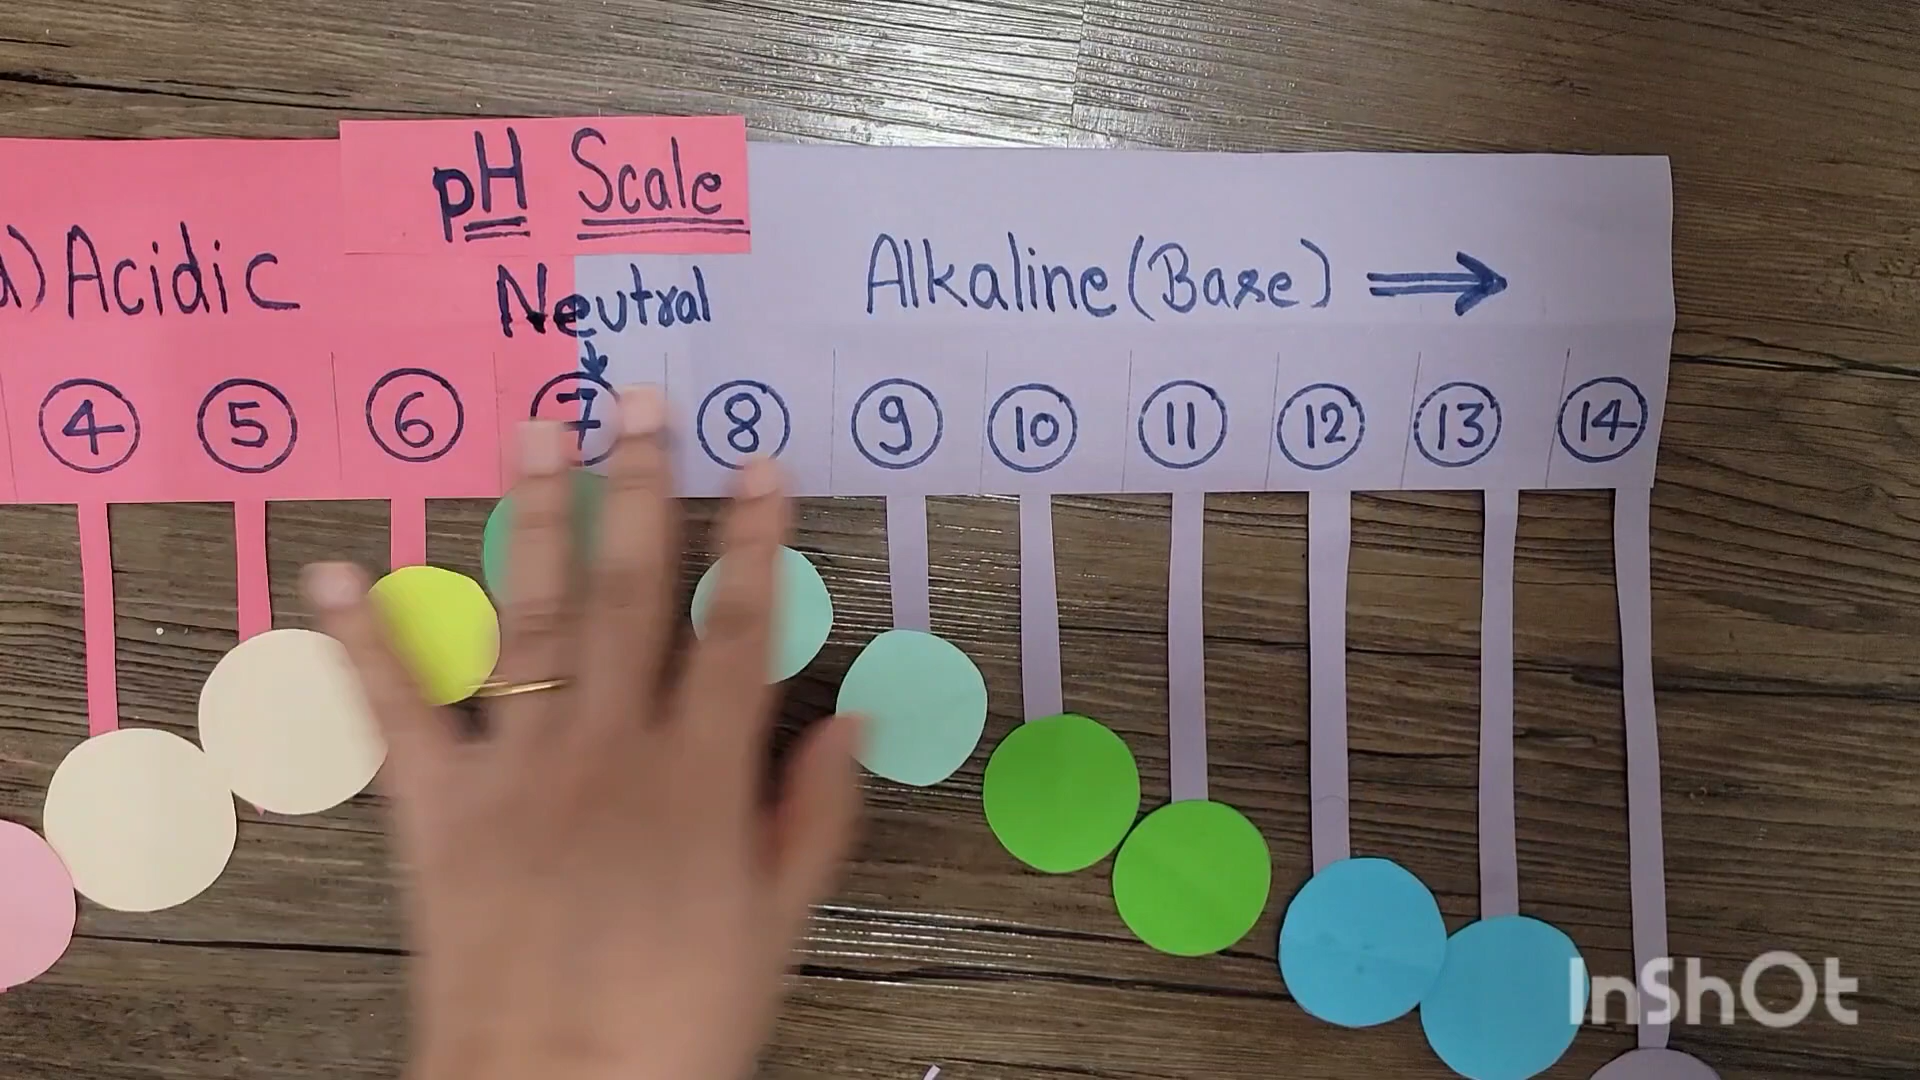 pH Scale
Acidic
Neutral
Alkaline (Base) ⇒
4 5 6 7 8 9 10 11 12 13 14
InShOt